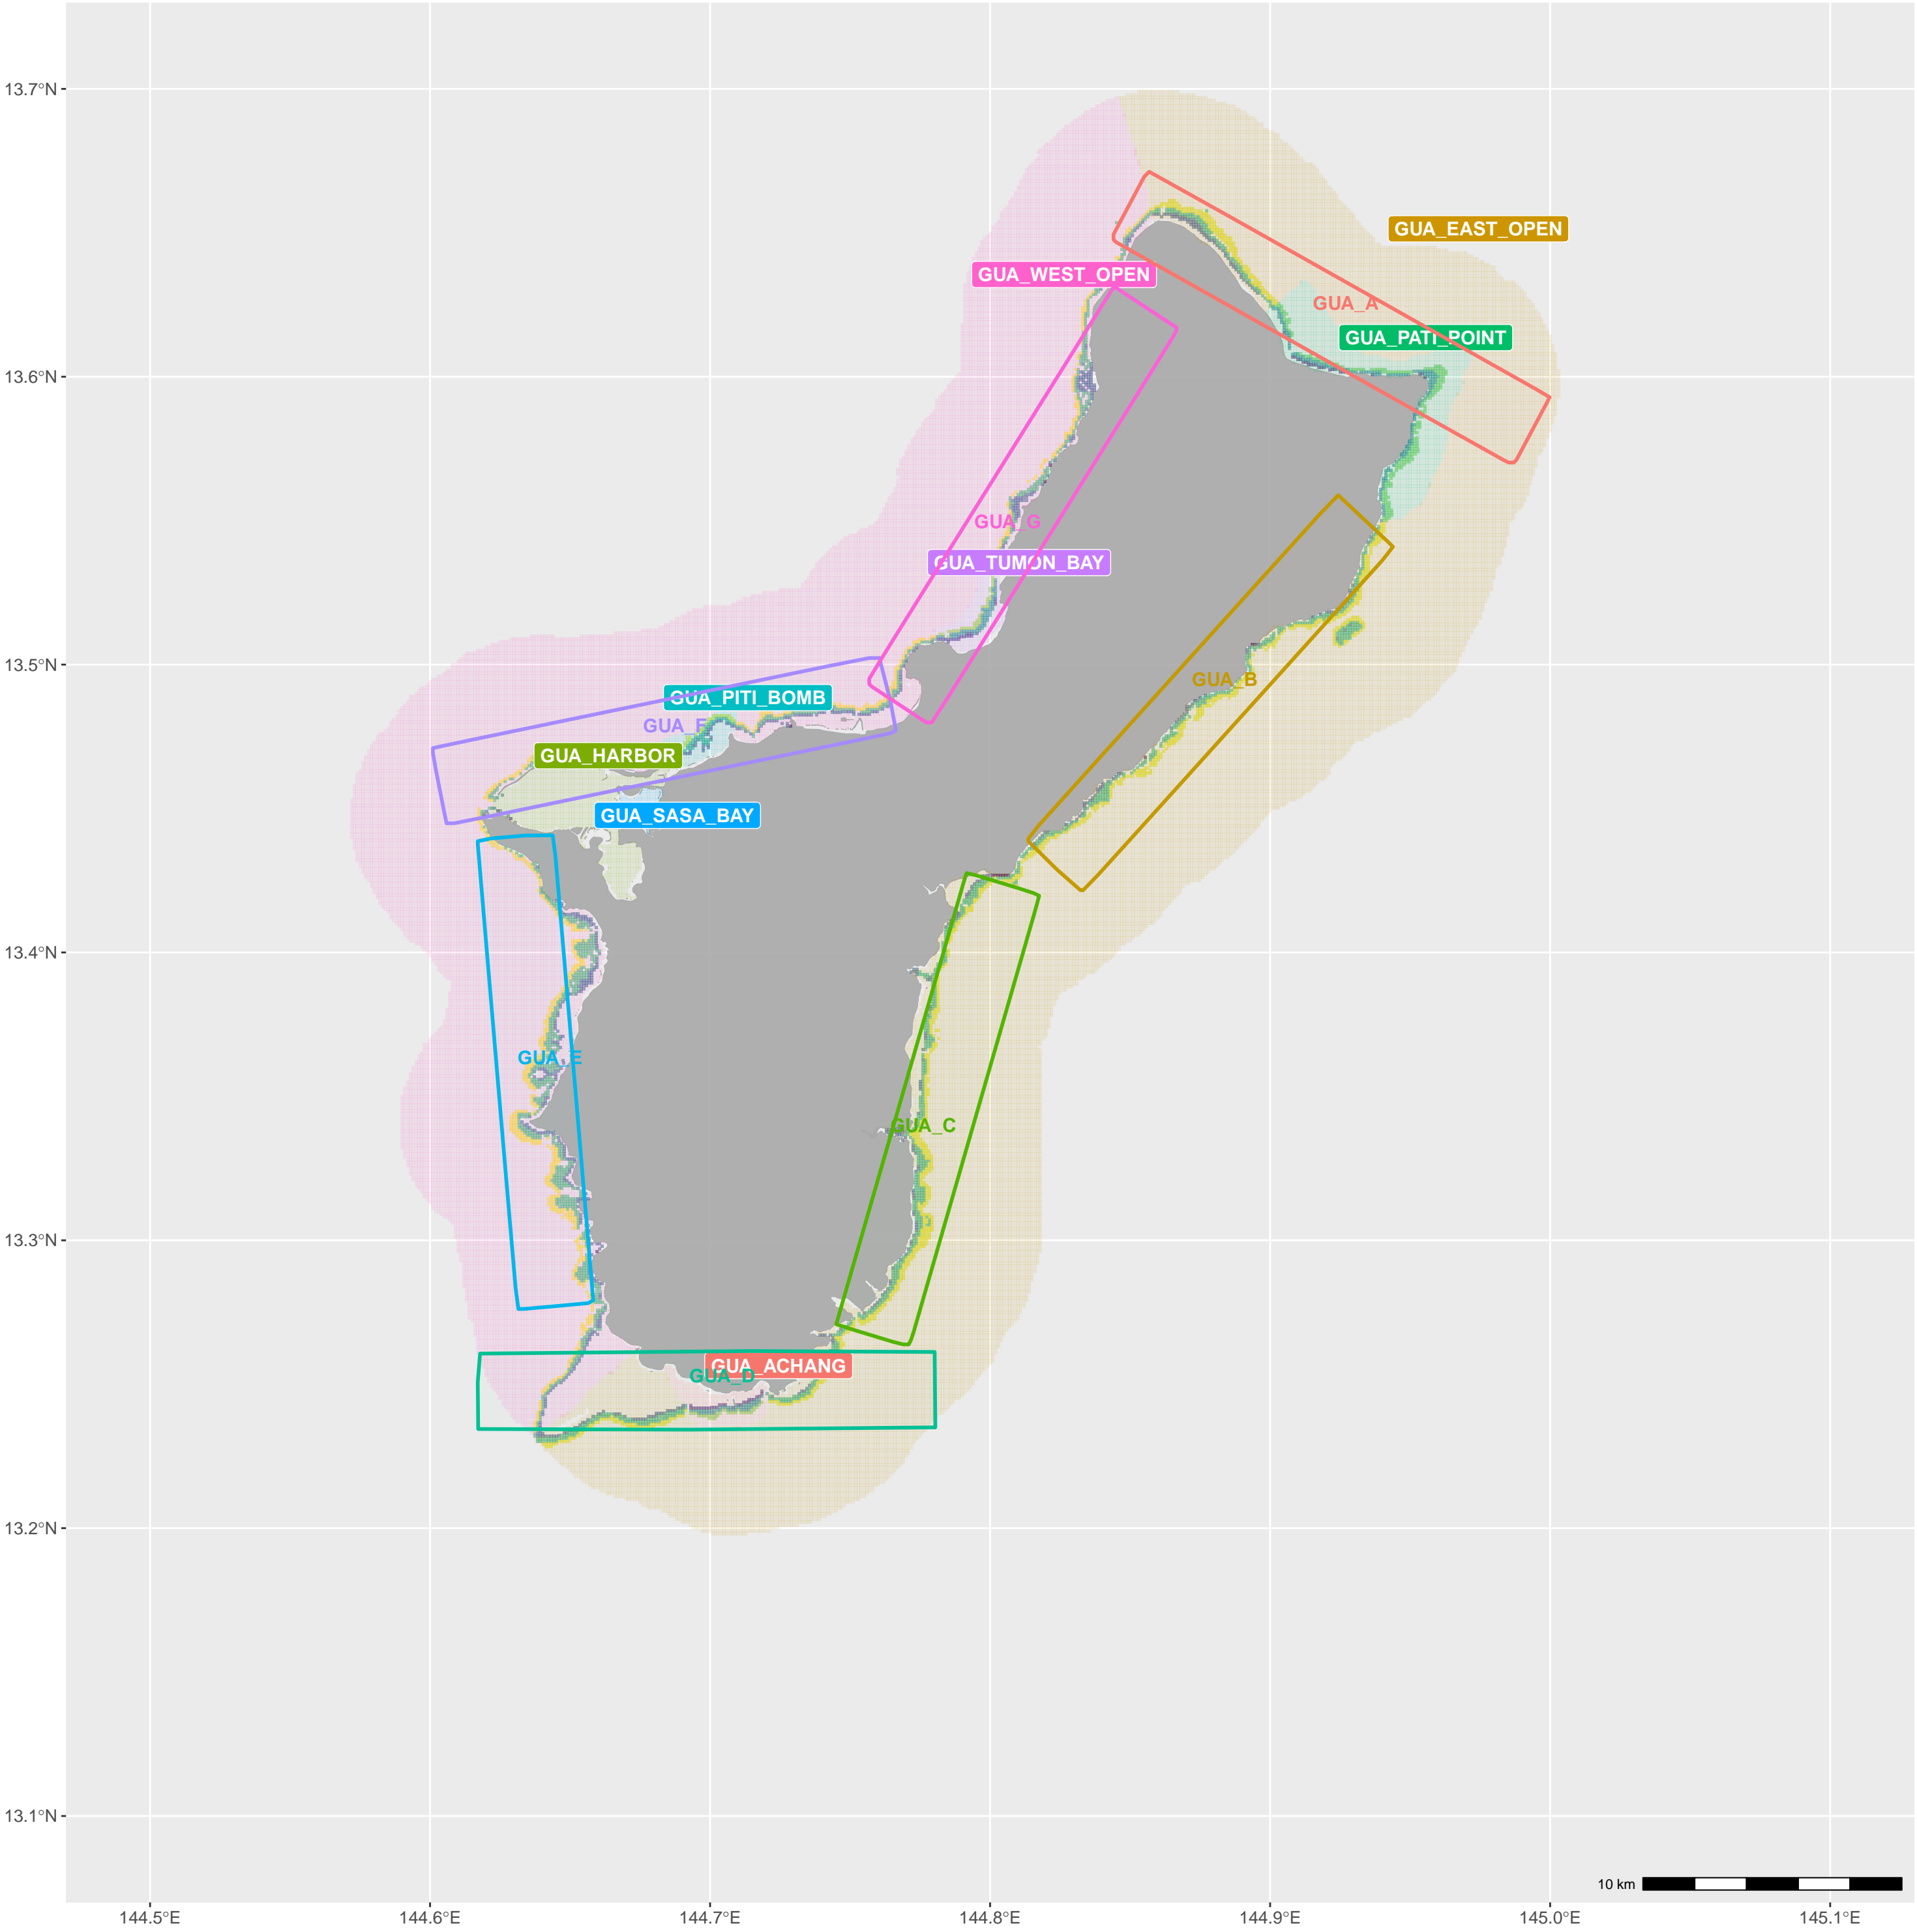 13.7°N
GUA_EAST_OPEN
GUA_WEST_OPEN
GUA_A
GUA_PATI_POINT
13.6°N
GUA_G
GUA_TUMON_BAY
13.5°N
GUA_B
GUA_PITI_BOMB
GUA_F
GUA_HARBOR
GUA_SASA_BAY
13.4°N
GUA_E
GUA_C
13.3°N
GUA_ACHANG
GUA_D
13.2°N
13.1°N
10 km
144.5°E 144.6°E 144.7°E 144.8°E 144.9°E 145.0°E 145.1°E